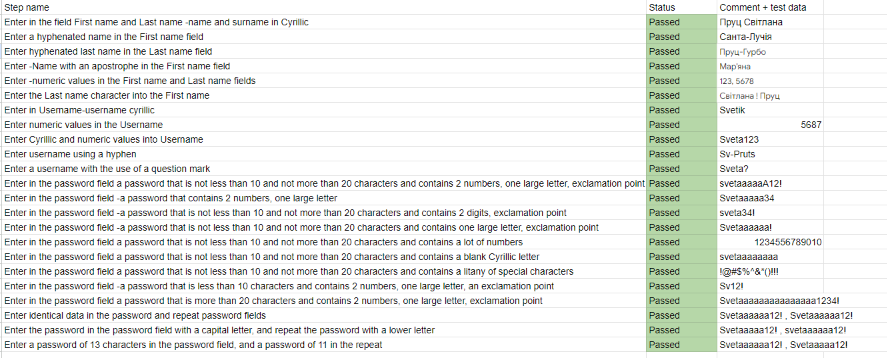 Step name Status Comment + test data
Enter in the field First name and Last name -name and surname in Cyrillic Passed Пруц Світлана
Enter a hyphenated name in the First name field Passed Санта-Лучія
Enter hyphenated last name in the Last name field Passed Пруц-Гурбо
Enter -Name with an apostrophe in the First name field Passed Мар'яна
Enter -numeric values in the First name and Last name fields Passed 123, 5678
Enter the Last name character into the First name Passed Світлана ! Пруц
Enter in Username-username cyrillic Passed Svetik
Enter numeric values in the Username Passed 5687
Enter Cyrillic and numeric values into Username Passed Sveta123
Enter username using a hyphen Passed Sv-Pruts
Enter a username with the use of a question mark Passed Sveta?
Enter in the password field a password that is not less than 10 and not more than 20 characters and contains 2 numbers, one large letter, exclamation point Passed svetaaaaaA12!
Enter in the password field -a password that contains 2 numbers, one large letter Passed Svetaaaaa34
Enter in the password field -a password that is not less than 10 and not more than 20 characters and contains 2 digits, exclamation point Passed sveta34!
Enter in the password field -a password that is not less than 10 and not more than 20 characters and contains one large letter, exclamation point Passed Svetaaaaaa!
Enter in the password field a password that is not less than 10 and not more than 20 characters and contains a lot of numbers Passed 1234556789010
Enter in the password field a password that is not less than 10 and not more than 20 characters and contains a blank Cyrillic letter Passed svetaaaaaaaa
Enter in the password field a password that is not less than 10 and not more than 20 characters and contains a litany of special characters Passed !@#$%^&*()!!!
Enter in the password field -a password that is less than 10 characters and contains 2 numbers, one large letter, an exclamation point Passed Sv12!
Enter in the password field a password that is more than 20 characters and contains 2 numbers, one large letter, exclamation point Passed Svetaaaaaaaaaaaaaaa1234!
Enter identical data in the password and repeat password fields Passed Svetaaaaaa12! , Svetaaaaaa12!
Enter the password in the password field with a capital letter, and repeat the password with a lower letter Passed Svetaaaaa12! , svetaaaaaa12!
Enter a password of 13 characters in the password field, and a password of 11 in the repeat Passed Svetaaaaaa12! , Svetaaaaa12!